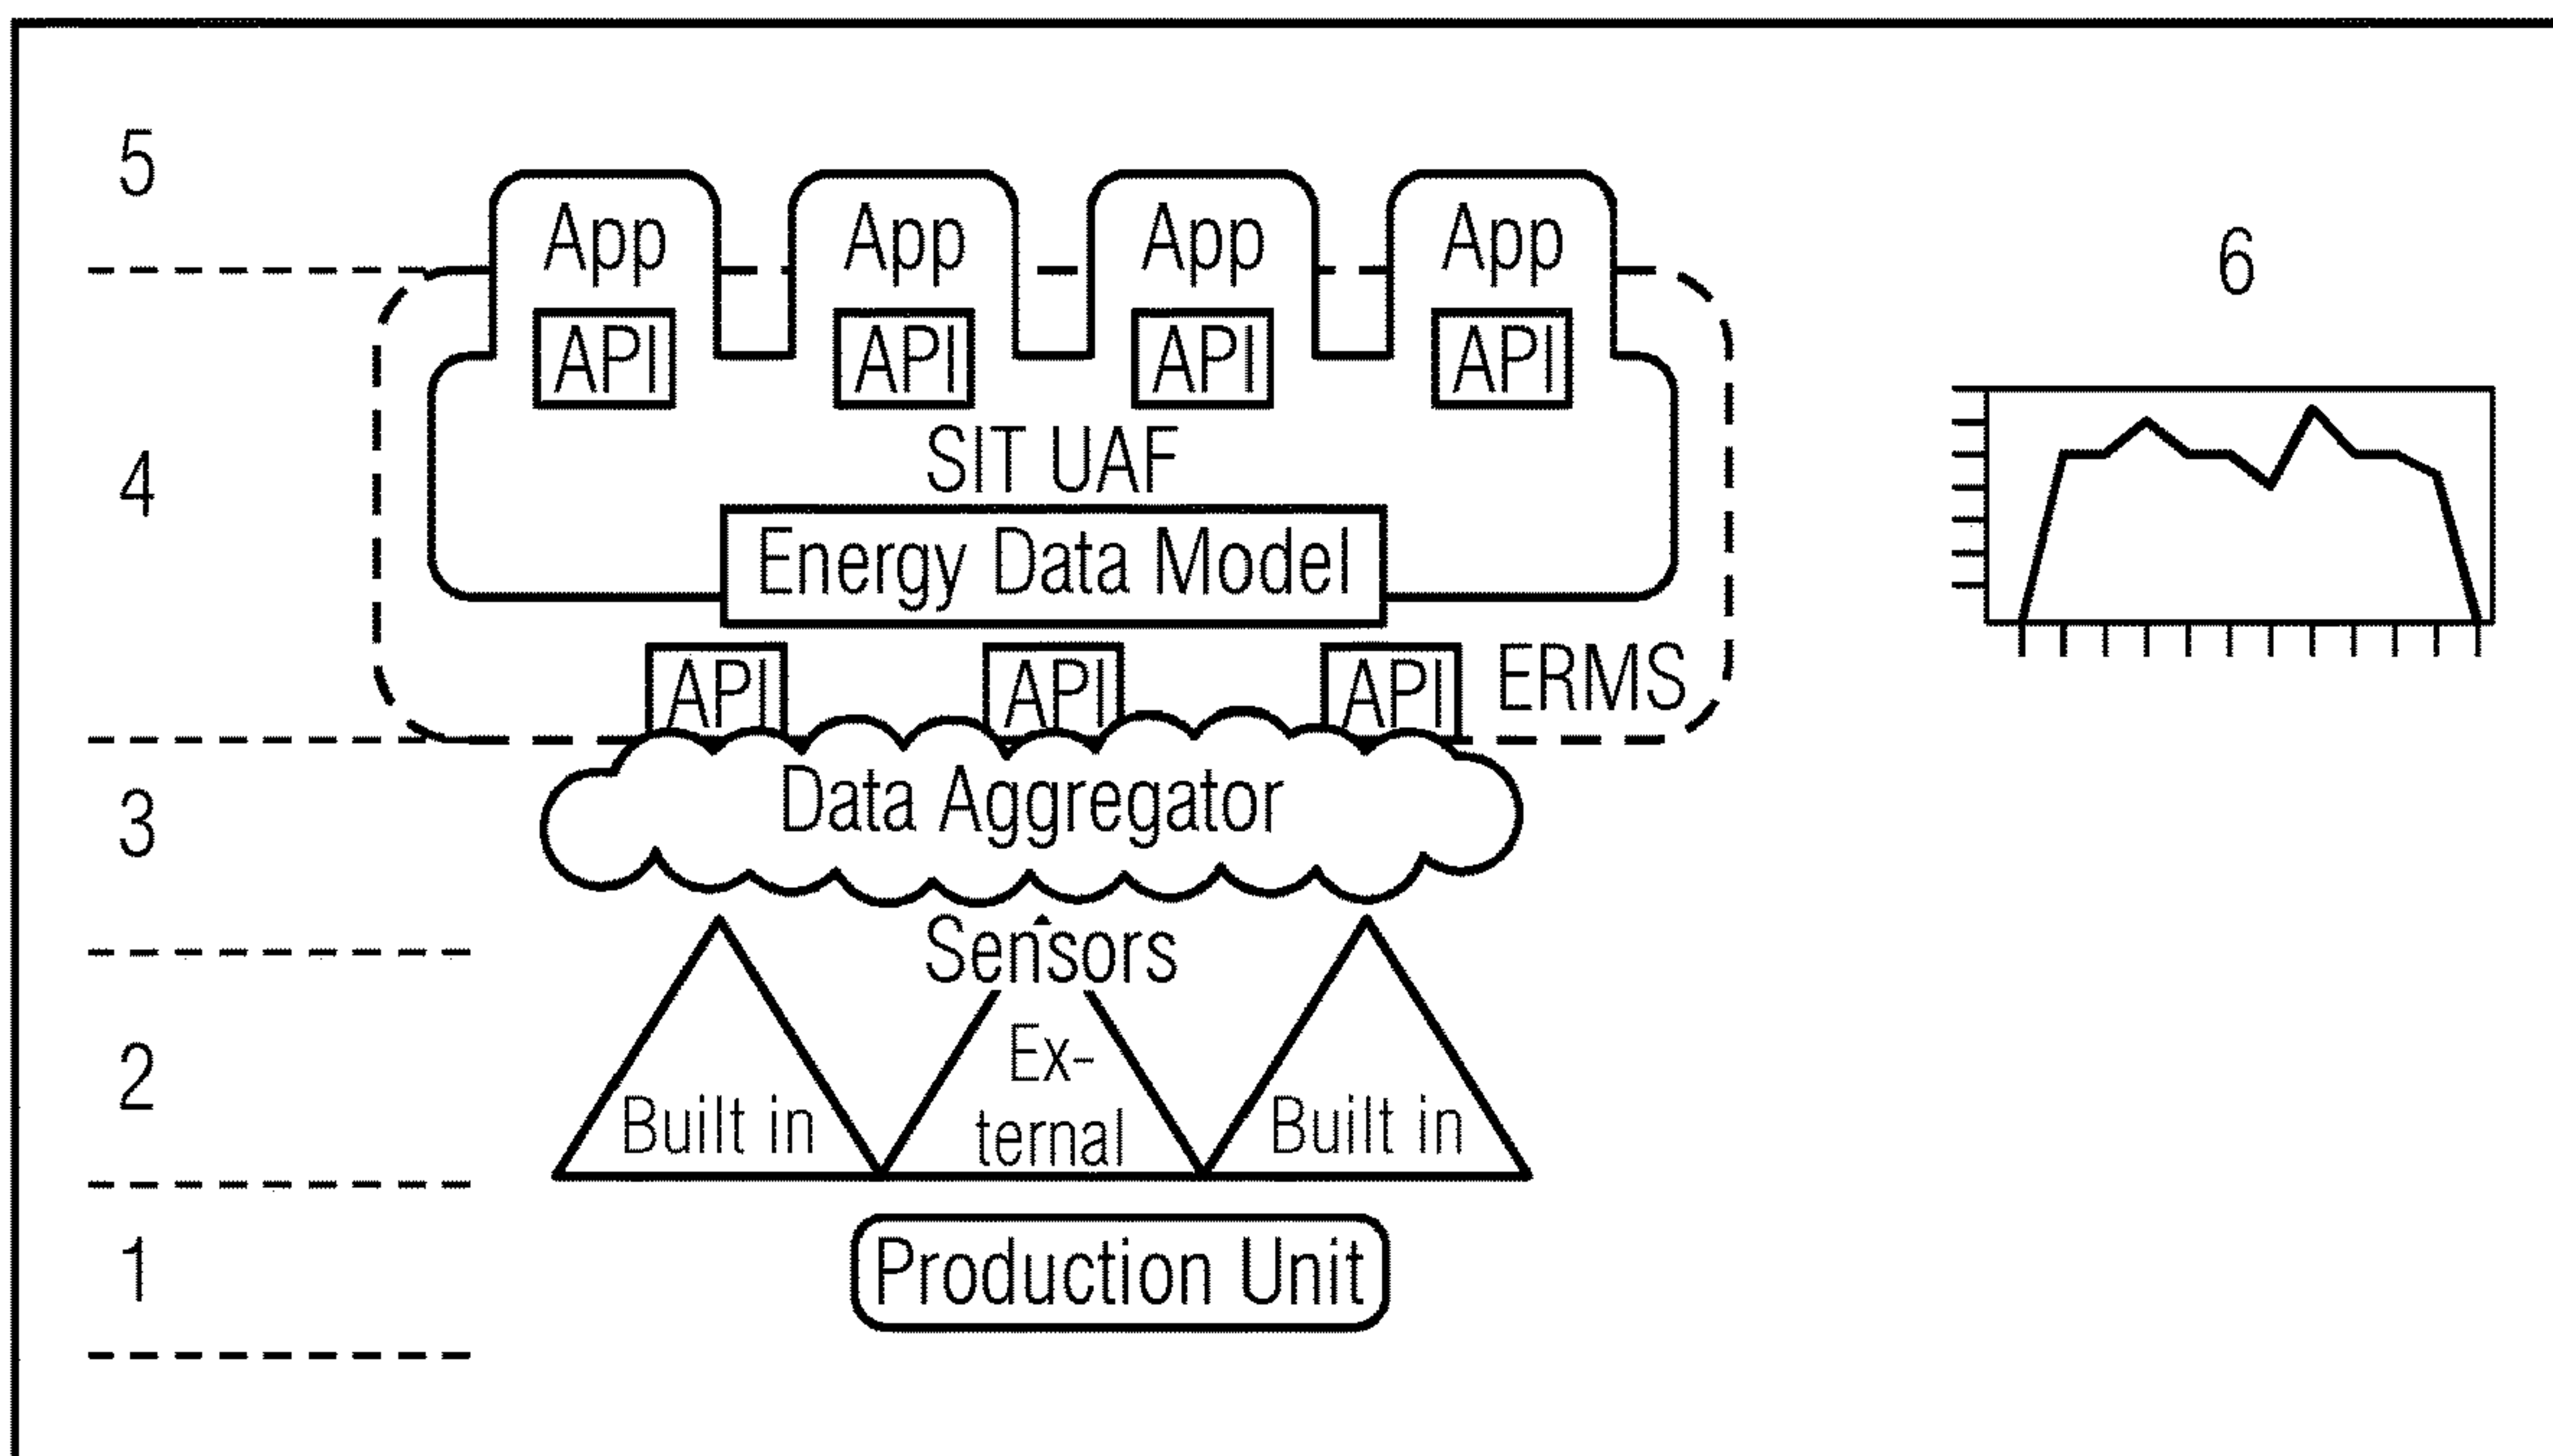 5
App App App App
6
API API API API
4
SIT UAF
Energy Data Model
API API API ERMS
3
Data Aggregator
Sensors
2
Ex-
Built in ternal Built in
1
Production Unit